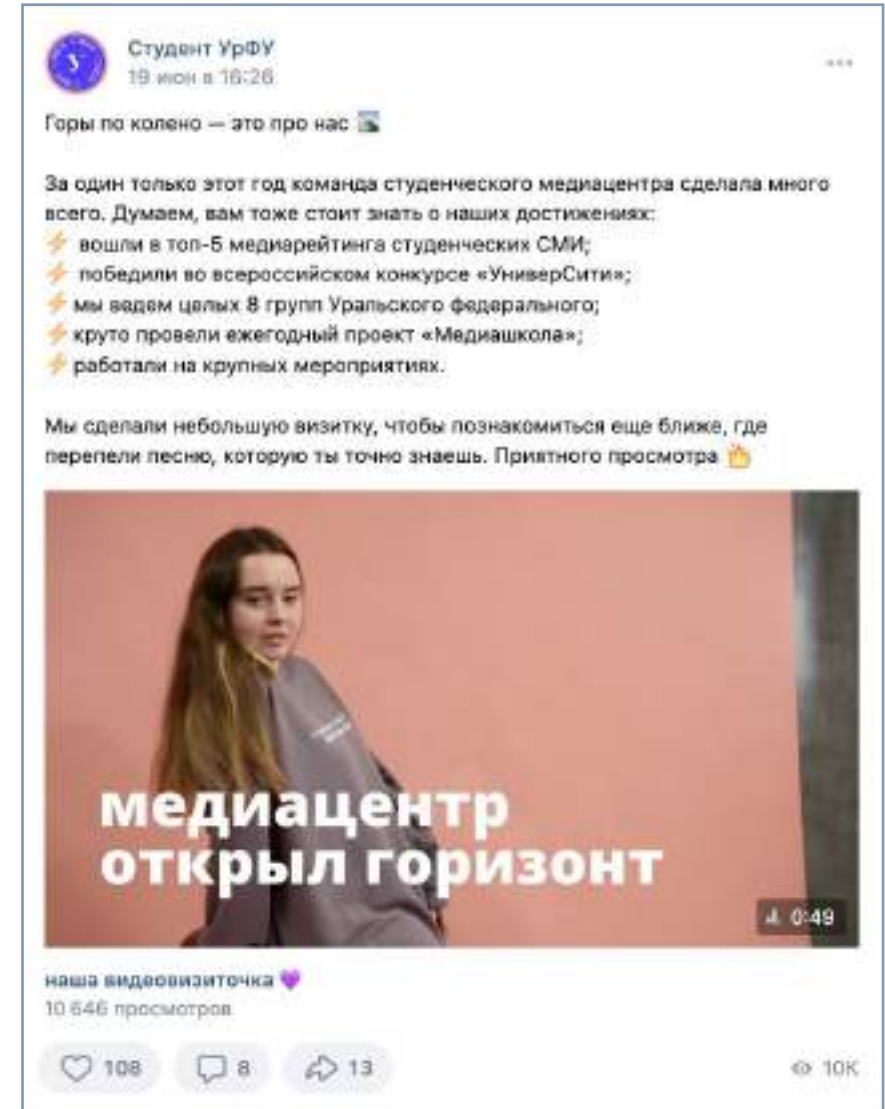 Студент УрФУ
19 июн в 16:26
Горы по колено — это про нас
За один только этот год команда студенческого медиацентра сделала много
всего. Думаем, вам тоже стоит знать о наших достижениях:
вошли в топ-5 медиарейтинга студенческих СМИ;
победили во всероссийском конкурсе «УниверСити»;
мы ведем целых 8 групп Уральского федерального;
круто провели ежегодный проект «Медиашкола»;
работали на крупных мероприятиях.
Мы сделали небольшую визитку, чтобы познакомиться еще ближе, где
перепели песню, которую ты точно знаешь. Приятного просмотра
медиацентр
открыл горизонт
0:49
наша видеовизиточка
10 646 просмотров
108 8 13 10K